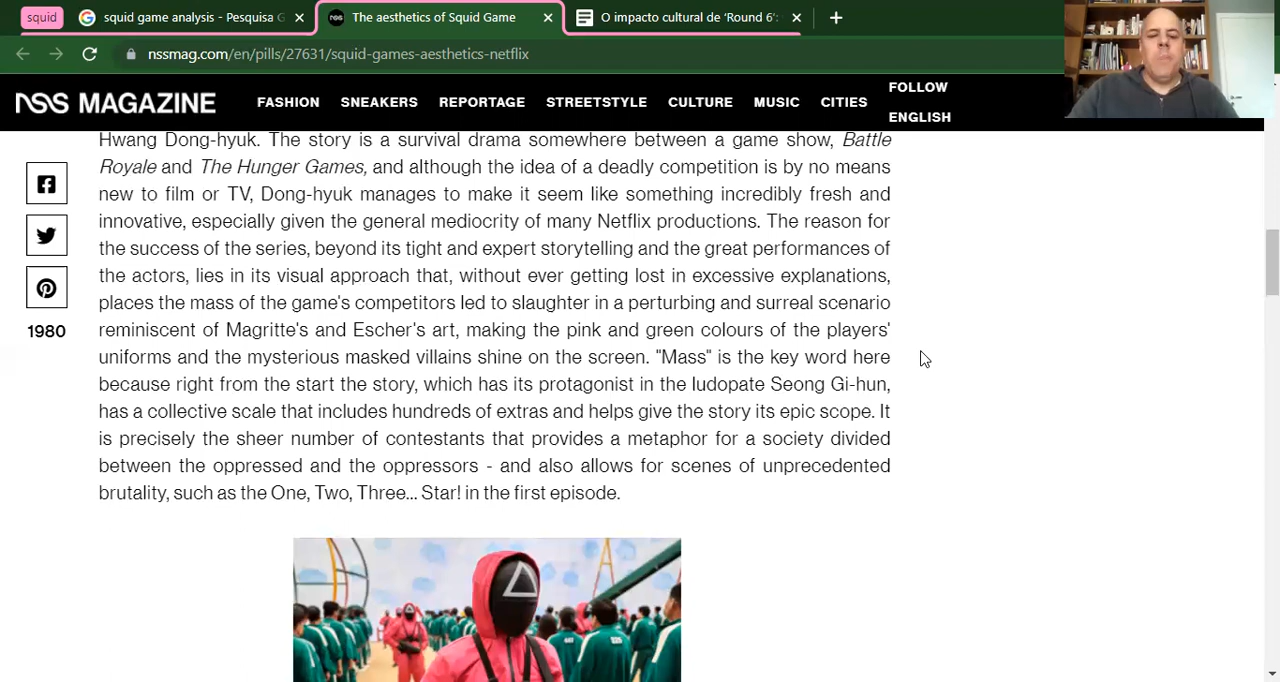 squid
squid game analysis - Pesquisa G
The aesthetics of Squid Game
O impacto cultural de 'Round 6':
nssmag.com/en/pills/27631/squid-games-aesthetics-netflix
nss MAGAZINE
FASHION SNEAKERS REPORTAGE STREETSTYLE CULTURE MUSIC CITIES
FOLLOW
ENGLISH
Hwang Dong-hyuk. The story is a survival drama somewhere between a game show, Battle
Royale and The Hunger Games, and although the idea of a deadly competition is by no means
new to film or TV, Dong-hyuk manages to make it seem like something incredibly fresh and
innovative, especially given the general mediocrity of many Netflix productions. The reason for
the success of the series, beyond its tight and expert storytelling and the great performances of
the actors, lies in its visual approach that, without ever getting lost in excessive explanations,
places the mass of the game's competitors led to slaughter in a perturbing and surreal scenario
reminiscent of Magritte's and Escher's art, making the pink and green colours of the players'
uniforms and the mysterious masked villains shine on the screen. "Mass" is the key word here
because right from the start the story, which has its protagonist in the ludopate Seong Gi-hun,
has a collective scale that includes hundreds of extras and helps give the story its epic scope. It
is precisely the sheer number of contestants that provides a metaphor for a society divided
between the oppressed and the oppressors - and also allows for scenes of unprecedented
brutality, such as the One, Two, Three... Star! in the first episode.
1980